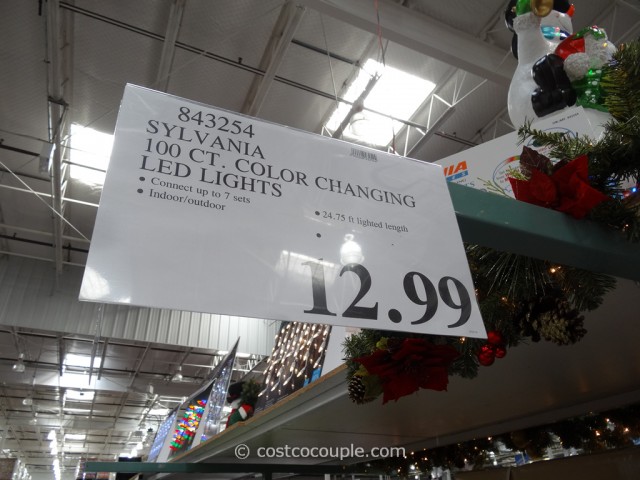 843254
SYLVANIA
100 CT. COLOR CHANGING
LED LIGHTS
• Connect up to 7 sets
• Indoor/outdoor
• 24.75 ft lighted length
•
12.99
© costcocouple.com